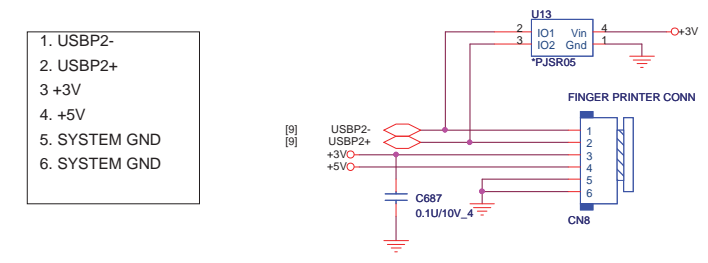 1. USBP2-
2. USBP2+
3 +3V
4. +5V
5. SYSTEM GND
6. SYSTEM GND
U13
2 IO1 Vin 4 +3V
3 IO2 Gnd 1
*PJSR05
FINGER PRINTER CONN
[9] USBP2- 1
[9] USBP2+ 2
+3V 3
+5V 4
5
6
C687
0.1U/10V_4
CN8